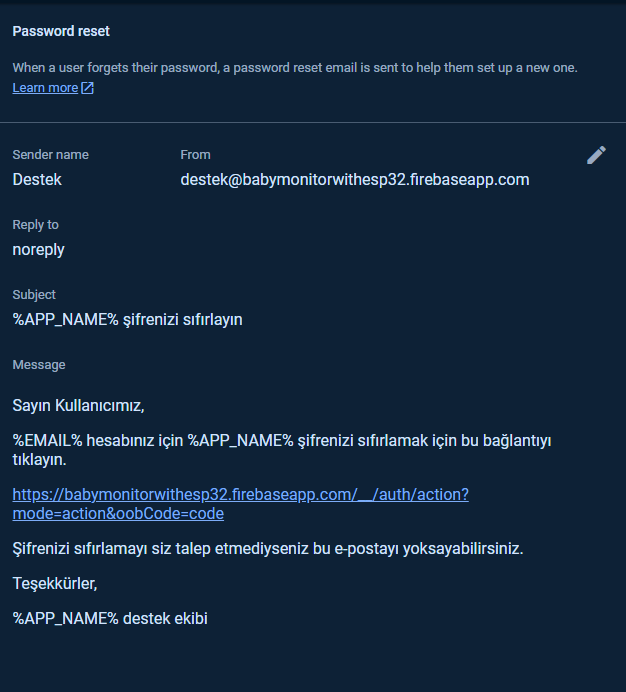 Password reset
When a user forgets their password, a password reset email is sent to help them set up a new one.
Learn more
Sender name
From
Destek
destek@babymonitorwithesp32.firebaseapp.com
Reply to
noreply
Subject
%APP_NAME% şifrenizi sıfırlayın
Message
Sayın Kullanıcımız,
%EMAIL% hesabınız için %APP_NAME% şifrenizi sıfırlamak için bu bağlantıyı
tıklayın.
https://babymonitorwithesp32.firebaseapp.com/__/auth/action?
mode=action&oobCode=code
Şifrenizi sıfırlamayı siz talep etmediyseniz bu e-postayı yoksayabilirsiniz.
Teşekkürler,
%APP_NAME% destek ekibi